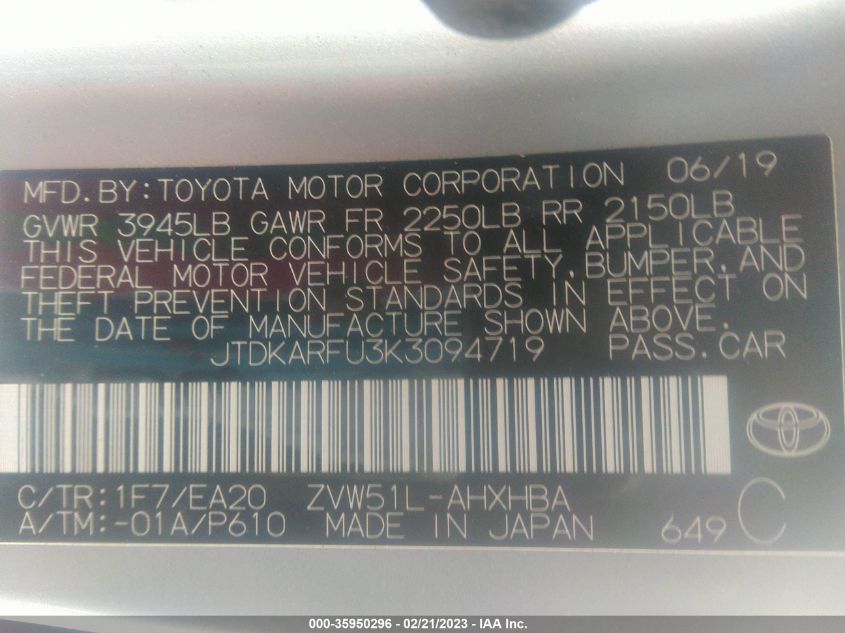 MFD.BY:TOYOTA MOTOR CORPORATION 06/19
GVWR 3945LB GAWR FR 2250LB RR 2150LB
THIS VEHICLE CONFORMS TO ALL APPLICABLE
FEDERAL MOTOR VEHICLE SAFETY,BUMPER,AND
THEFT PREVENTION STANDARDS IN EFFECT ON
THE DATE OF MANUFACTURE SHOWN ABOVE.
JTDKARFU3K3094719 PASS.CAR
C/TR:1F7/EA20 ZVW51L-AHXHBA
A/TM:-01A/P610 MADE IN JAPAN 649 C
000-35950296 - 02/21/2023 - IAA Inc.